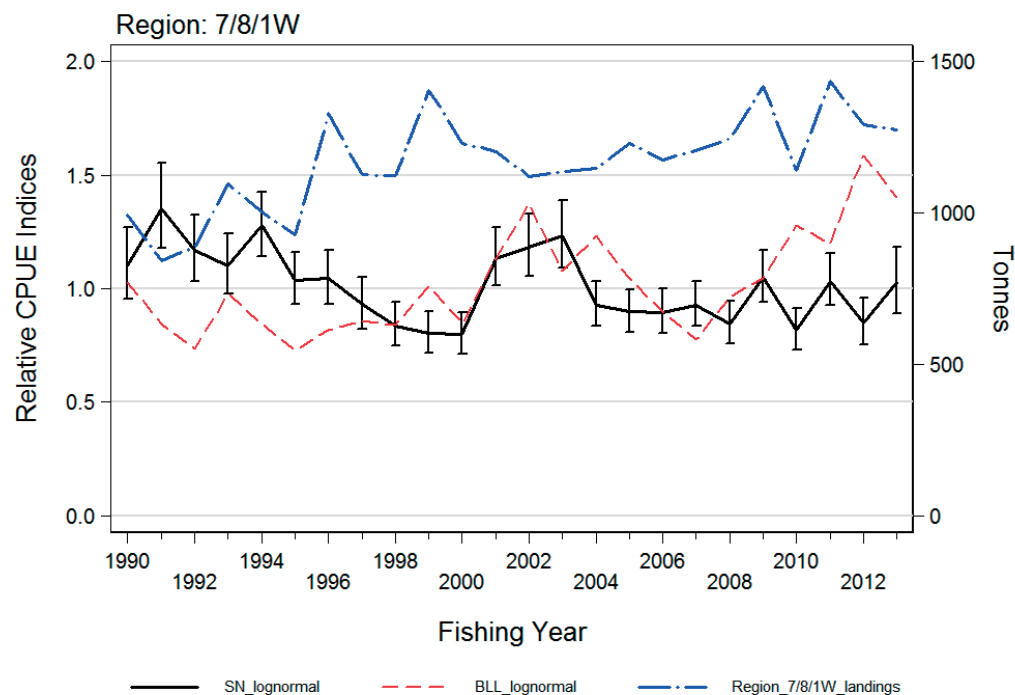 Region: 7/8/1W
2.0
1.5
1.0
0.5
0.0
Relative CPUE Indices
1500
1000
500
0
Tonnes
1990 1994 1998 2002 2006 2010
1992 1996 2000 2004 2008 2012
Fishing Year
SN_lognormal BLL_lognormal Region_7/8/1W_landings